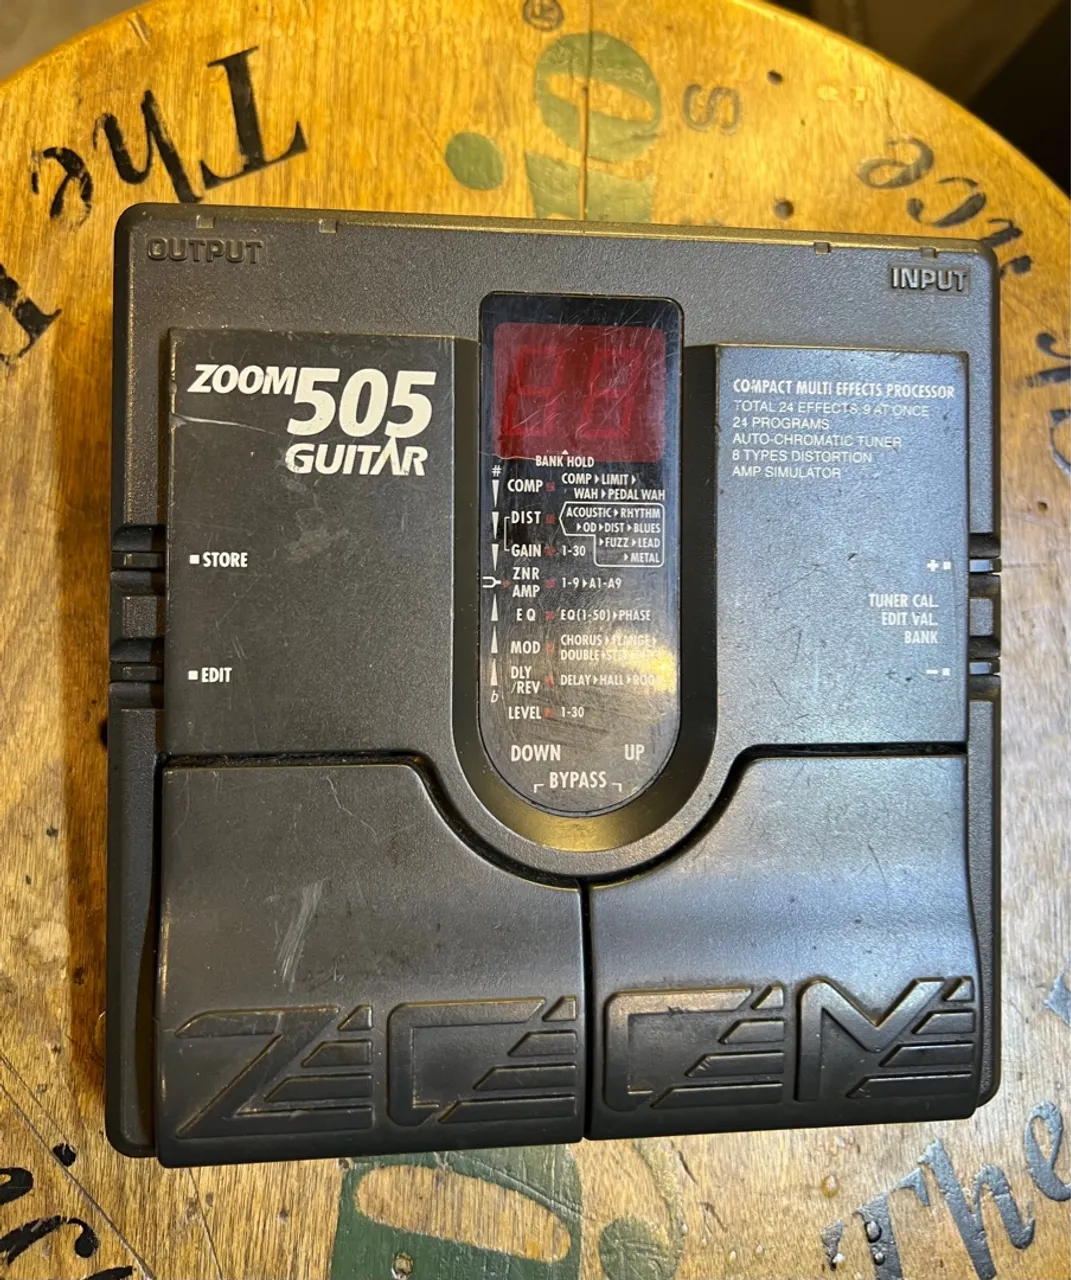 The
®
OUTPUT
INPUT
ZOOM 505
GUITAR
COMPACT MULTI EFFECTS PROCESSOR
TOTAL 24 EFFECTS, 9 AT ONCE
24 PROGRAMS
AUTO-CHROMATIC TUNER
8 TYPES DISTORTION
AMP SIMULATOR
BANK HOLD
#
COMP COMP▸LIMIT▸
WAH▸PEDAL WAH
DIST ACOUSTIC▸RHYTHM
▸OD▸DIST▸BLUES
▸FUZZ▸LEAD
▸METAL
GAIN 1-30
ZNR
AMP 1-9▸A1-A9
EQ EQ(1-50)▸PHASE
MOD CHORUS▸FLANGE▸
DOUBLE▸
DLY
/REV DELAY▸HALL▸ROOM
b
LEVEL 1-30
DOWN UP
BYPASS
■STORE
■EDIT
+■
TUNER CAL.
EDIT VAL.
BANK
-■
ZOOM
The